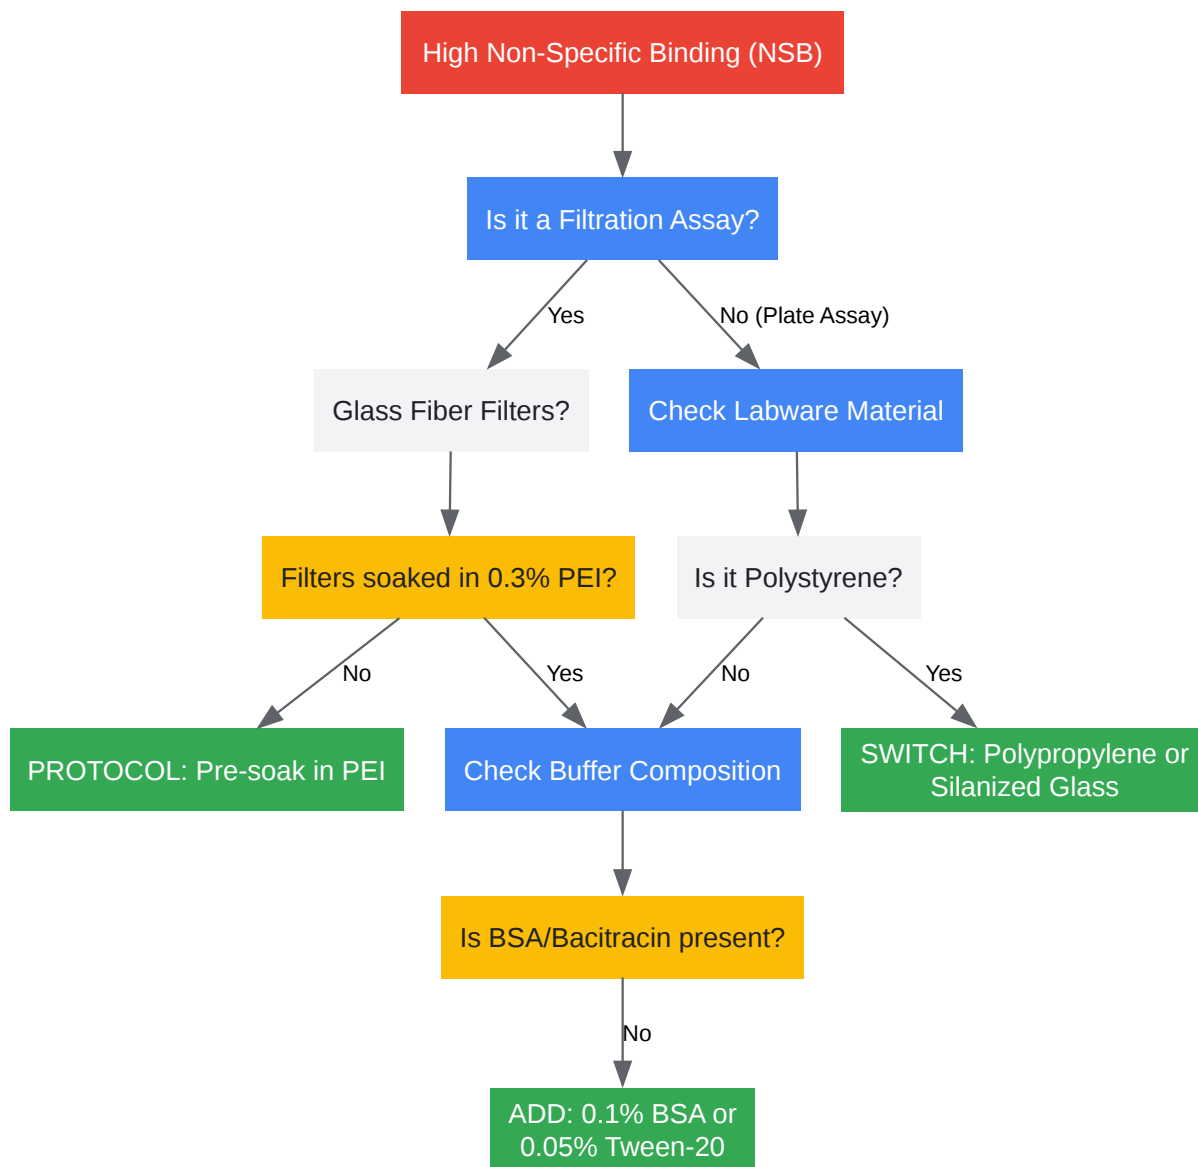 High Non-Specific Binding (NSB)
Is it a Filtration Assay?
Yes
No (Plate Assay)
Glass Fiber Filters?
Check Labware Material
Filters soaked in 0.3% PEI?
Is it Polystyrene?
No
Yes
No
Yes
PROTOCOL: Pre-soak in PEI
Check Buffer Composition
SWITCH: Polypropylene or
Silanized Glass
Is BSA/Bacitracin present?
No
ADD: 0.1% BSA or
0.05% Tween-20